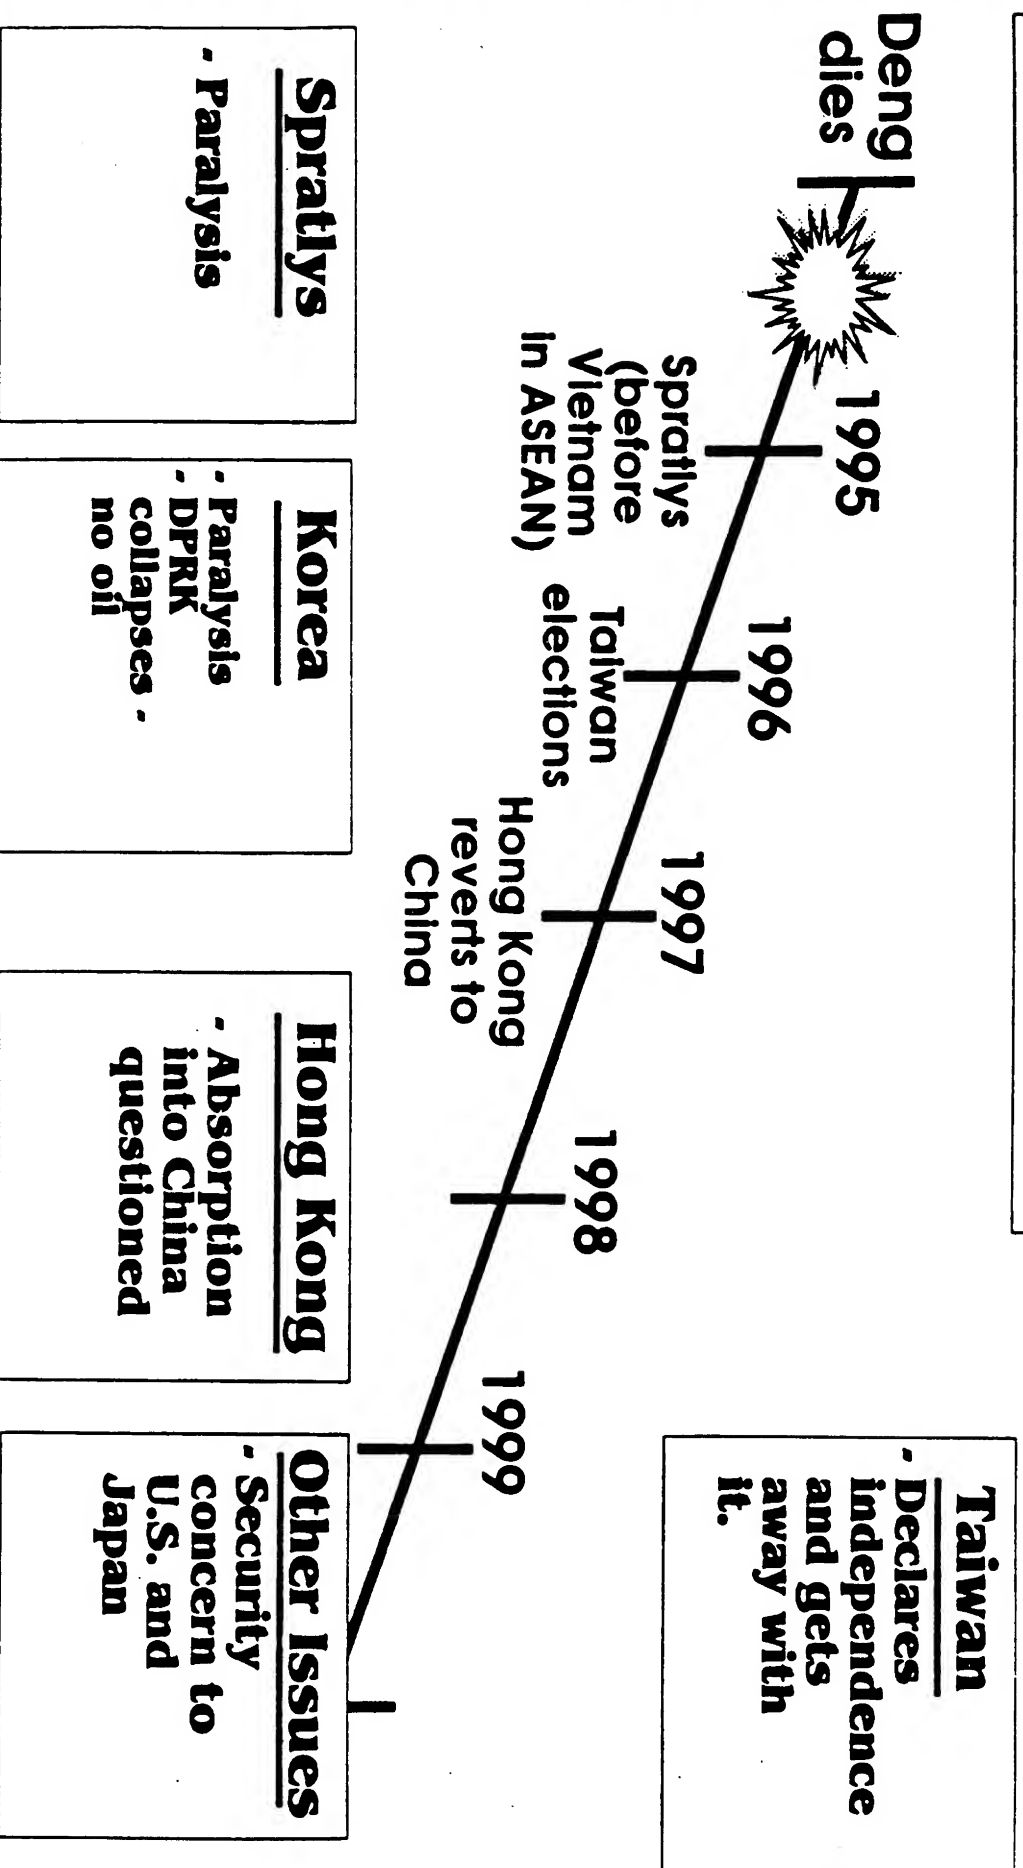 Deng
dies
1995
Spratlys
(before
Vietnam
in ASEAN)
1996
Taiwan
elections
1997
Hong Kong
reverts to
China
1998
1999
Taiwan
- Declares
independence
and gets
away with
it.
Spratlys
- Paralysis
Korea
- Paralysis
- DPRK
collapses -
no oil
Hong Kong
- Absorption
into China
questioned
Other Issues
- Security
concern to
U.S. and
Japan